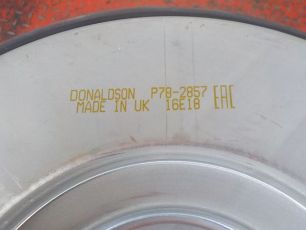 DONALDSON P78-2857 EAC
MADE IN UK 16E18